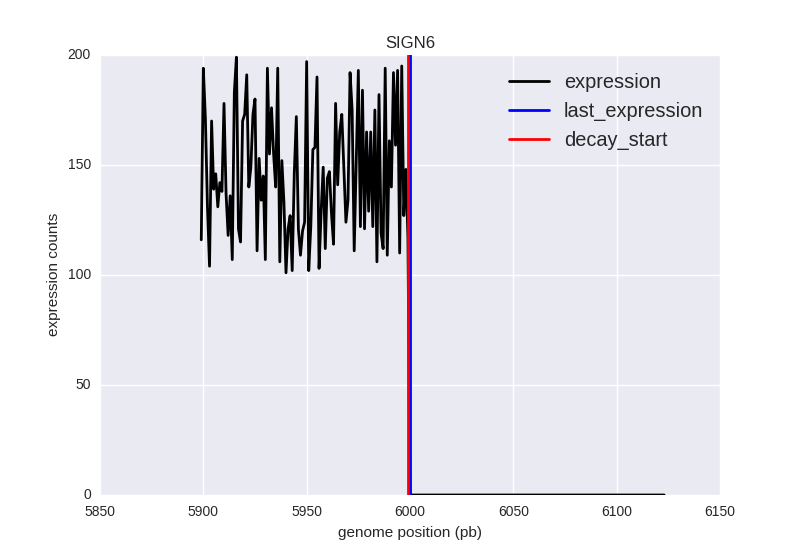 SIGN6
200
150
100
50
0
expression counts
expression
last_expression
decay_start
5850 5900 5950 6000 6050 6100 6150
genome position (pb)